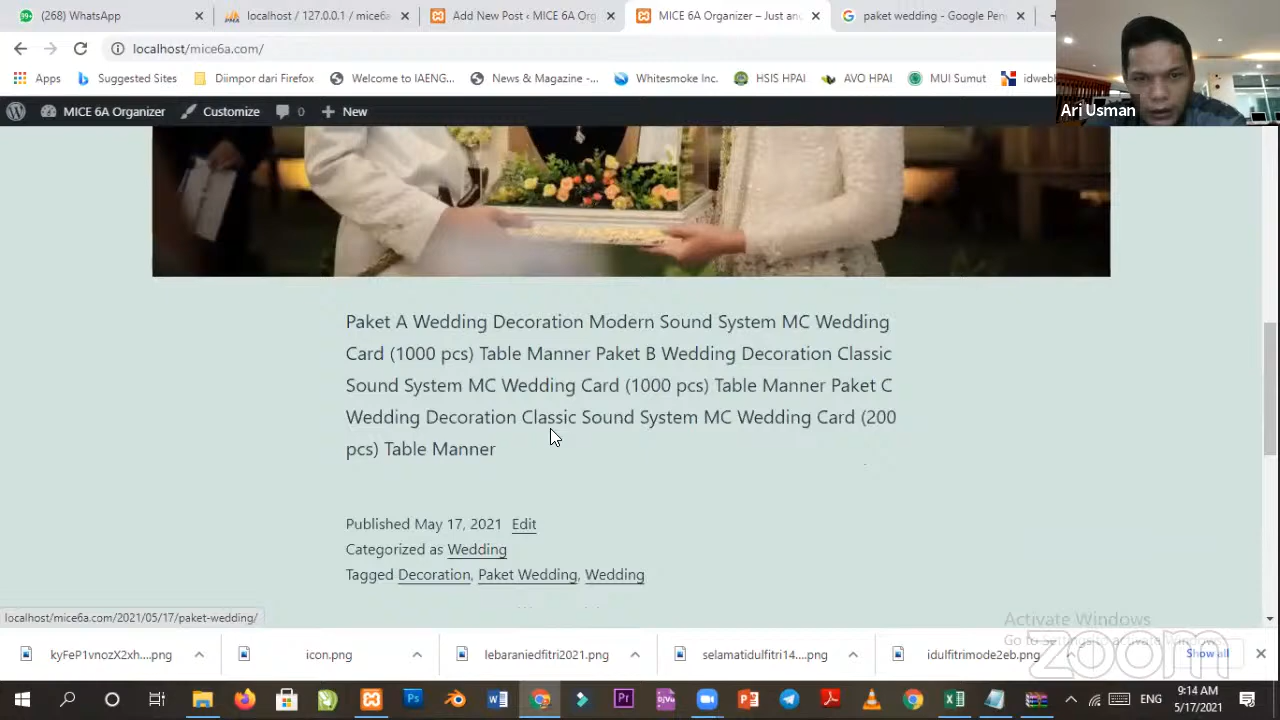 (268) WhatsApp
localhost / 127.0.0.1 / mice6a
Add New Post ‹ MICE 6A Org
MICE 6A Organizer – Just an
paket wedding - Google Pen
localhost/mice6a.com/
Apps
Suggested Sites
Diimpor dari Firefox
Welcome to IAENG...
News & Magazine -...
Whitesmoke Inc.
HSIS HPAI
AVO HPAI
MUI Sumut
idwebh
MICE 6A Organizer
Customize
0
New
Ari Usman
Paket A Wedding Decoration Modern Sound System MC Wedding
Card (1000 pcs) Table Manner Paket B Wedding Decoration Classic
Sound System MC Wedding Card (1000 pcs) Table Manner Paket C
Wedding Decoration Classic Sound System MC Wedding Card (200
pcs) Table Manner
Published May 17, 2021 Edit
Categorized as Wedding
Tagged Decoration, Paket Wedding, Wedding
localhost/mice6a.com/2021/05/17/paket-wedding/
Activate Windows
Go to Settings to activate Windows.
zoom
kyFeP1vnozX2xh....png
icon.png
lebaraniedfitri2021.png
selamatidulfitri14....png
idulfitrimode2eb.png
Show all
ENG
9:14 AM
5/17/2021